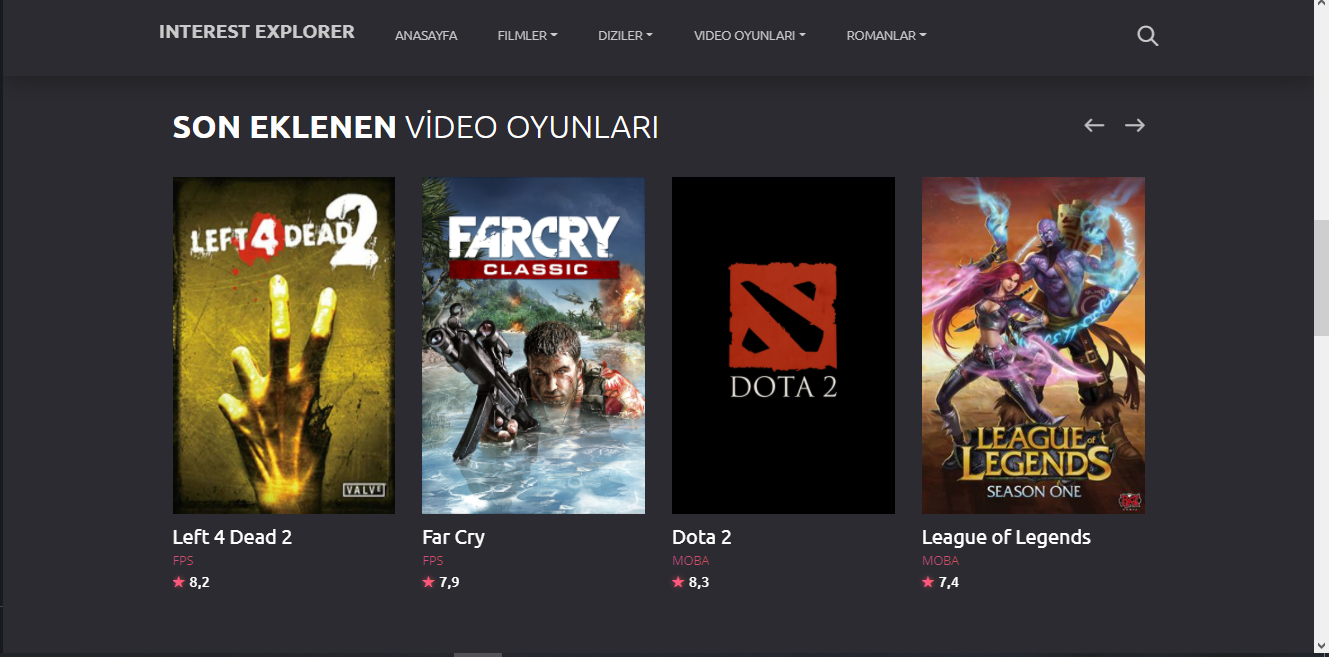 INTEREST EXPLORER
ANASAYFA
FILMLER
DIZILER
VIDEO OYUNLARI
ROMANLAR
SON EKLENEN VİDEO OYUNLARI
LEFT 4 DEAD 2
VALVE
FARCRY
CLASSIC
DOTA 2
LEAGUE of
LEGENDS
SEASON ONE
Left 4 Dead 2
FPS
8,2
Far Cry
FPS
7,9
Dota 2
MOBA
8,3
League of Legends
MOBA
7,4